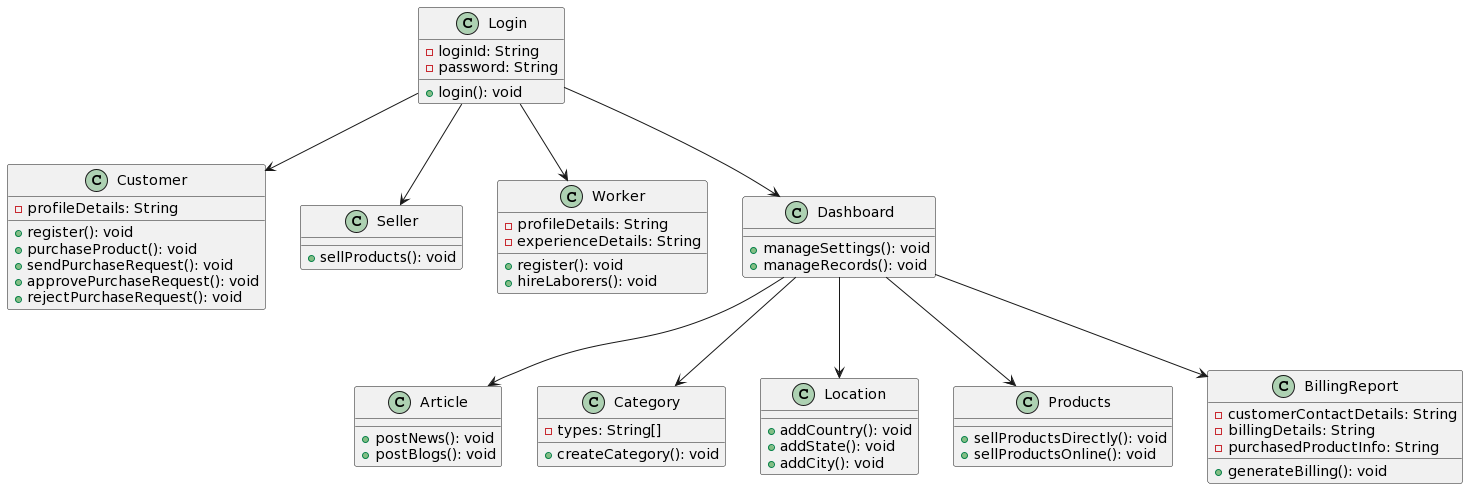 C Login
loginId: String
password: String
login(): void
C Customer
profileDetails: String
register(): void
purchaseProduct(): void
sendPurchaseRequest(): void
approvePurchaseRequest(): void
rejectPurchaseRequest(): void
C Seller
sellProducts(): void
C Worker
profileDetails: String
experienceDetails: String
register(): void
hireLaborers(): void
C Dashboard
manageSettings(): void
manageRecords(): void
C Article
postNews(): void
postBlogs(): void
C Category
types: String[]
createCategory(): void
C Location
addCountry(): void
addState(): void
addCity(): void
C Products
sellProductsDirectly(): void
sellProductsOnline(): void
C BillingReport
customerContactDetails: String
billingDetails: String
purchasedProductInfo: String
generateBilling(): void